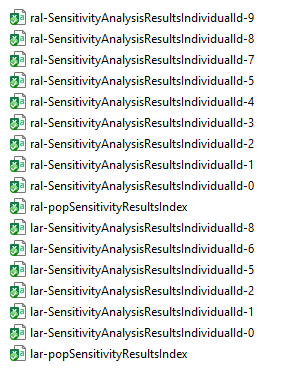 ral-SensitivityAnalysisResultsIndividualId-9
ral-SensitivityAnalysisResultsIndividualId-8
ral-SensitivityAnalysisResultsIndividualId-7
ral-SensitivityAnalysisResultsIndividualId-5
ral-SensitivityAnalysisResultsIndividualId-4
ral-SensitivityAnalysisResultsIndividualId-3
ral-SensitivityAnalysisResultsIndividualId-2
ral-SensitivityAnalysisResultsIndividualId-1
ral-SensitivityAnalysisResultsIndividualId-0
ral-popSensitivityResultsIndex
lar-SensitivityAnalysisResultsIndividualId-8
lar-SensitivityAnalysisResultsIndividualId-6
lar-SensitivityAnalysisResultsIndividualId-5
lar-SensitivityAnalysisResultsIndividualId-2
lar-SensitivityAnalysisResultsIndividualId-1
lar-SensitivityAnalysisResultsIndividualId-0
lar-popSensitivityResultsIndex